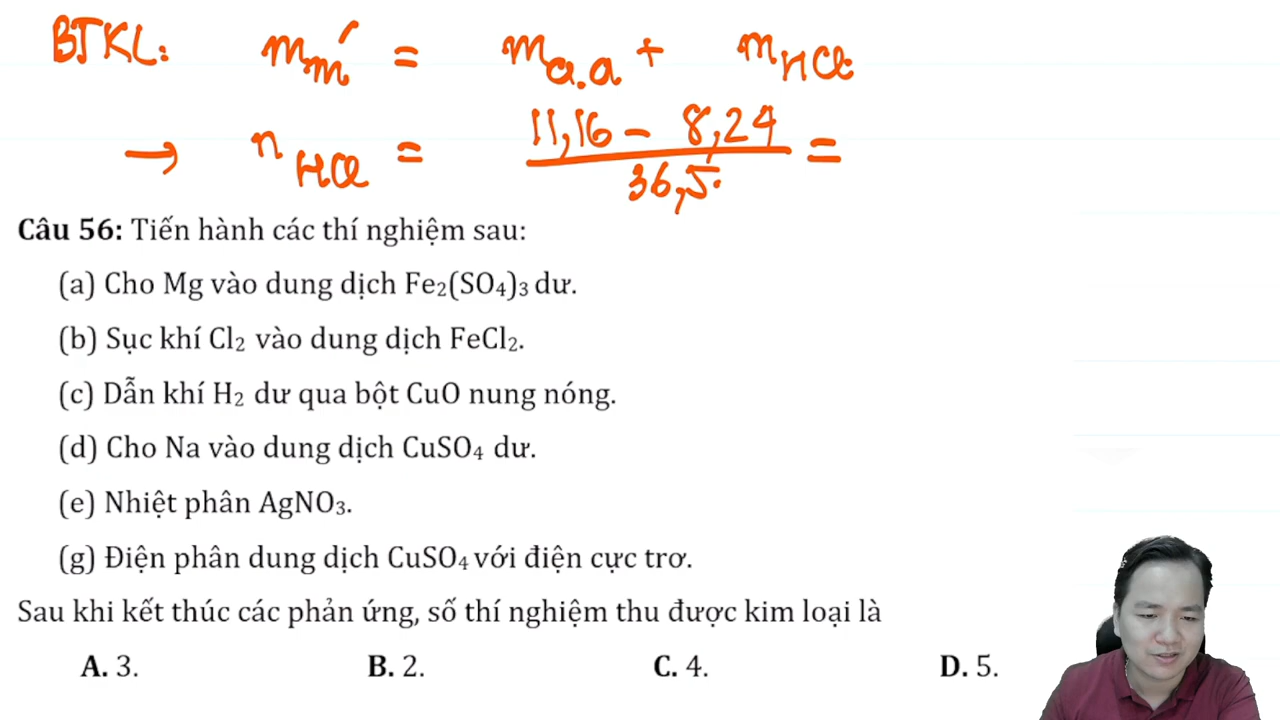 BTKL: m_m' = m_a.a + m_HCl
→ n_HCl = (11,16 - 8,24) / 36,5 =
Câu 56: Tiến hành các thí nghiệm sau:
(a) Cho Mg vào dung dịch Fe₂(SO₄)₃ dư.
(b) Sục khí Cl₂ vào dung dịch FeCl₂.
(c) Dẫn khí H₂ dư qua bột CuO nung nóng.
(d) Cho Na vào dung dịch CuSO₄ dư.
(e) Nhiệt phân AgNO₃.
(g) Điện phân dung dịch CuSO₄ với điện cực trơ.
Sau khi kết thúc các phản ứng, số thí nghiệm thu được kim loại là
A. 3. B. 2. C. 4. D. 5.